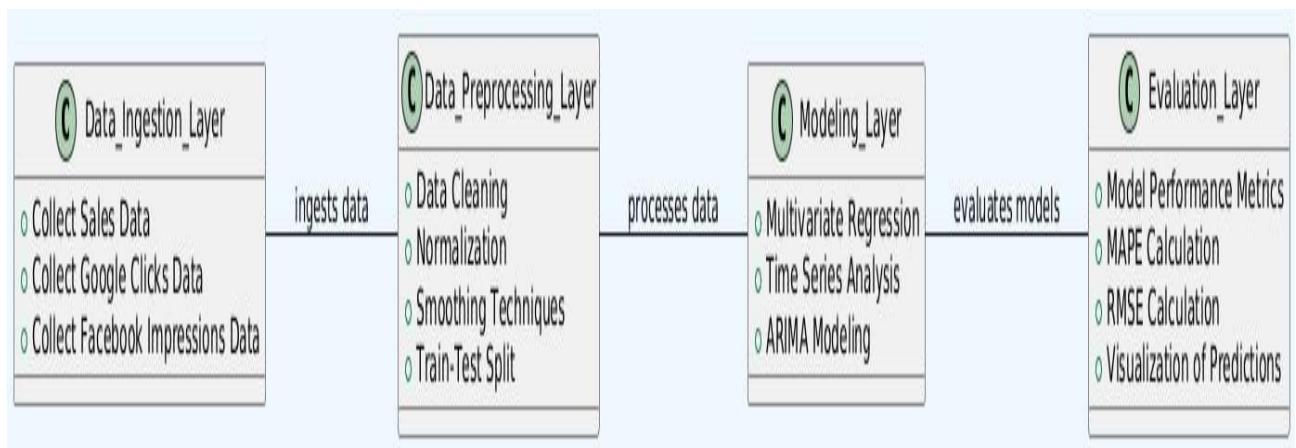 C Data_Ingestion_Layer
Collect Sales Data
Collect Google Clicks Data
Collect Facebook Impressions Data
ingests data
C Data_Preprocessing_Layer
Data Cleaning
Normalization
Smoothing Techniques
Train-Test Split
processes data
C Modeling_Layer
Multivariate Regression
Time Series Analysis
ARIMA Modeling
evaluates models
C Evaluation_Layer
Model Performance Metrics
MAPE Calculation
RMSE Calculation
Visualization of Predictions